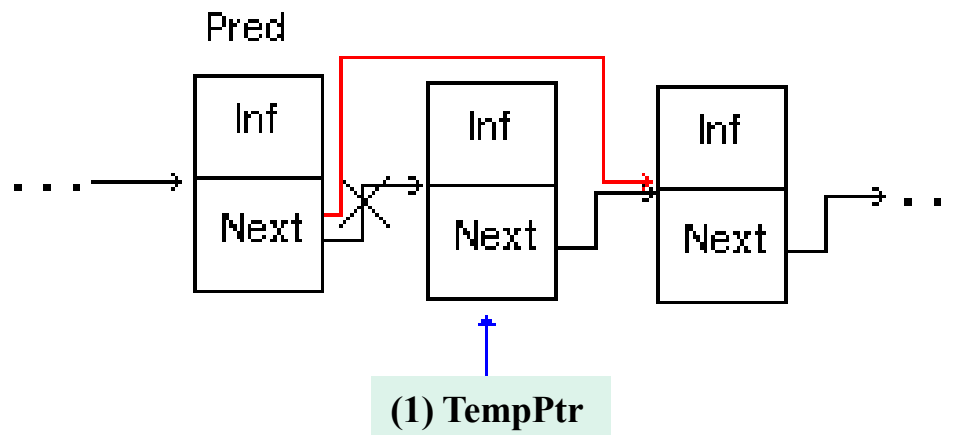 Pred
Inf
Inf
Inf
. . .
Next
Next
Next
. .
(1) TempPtr